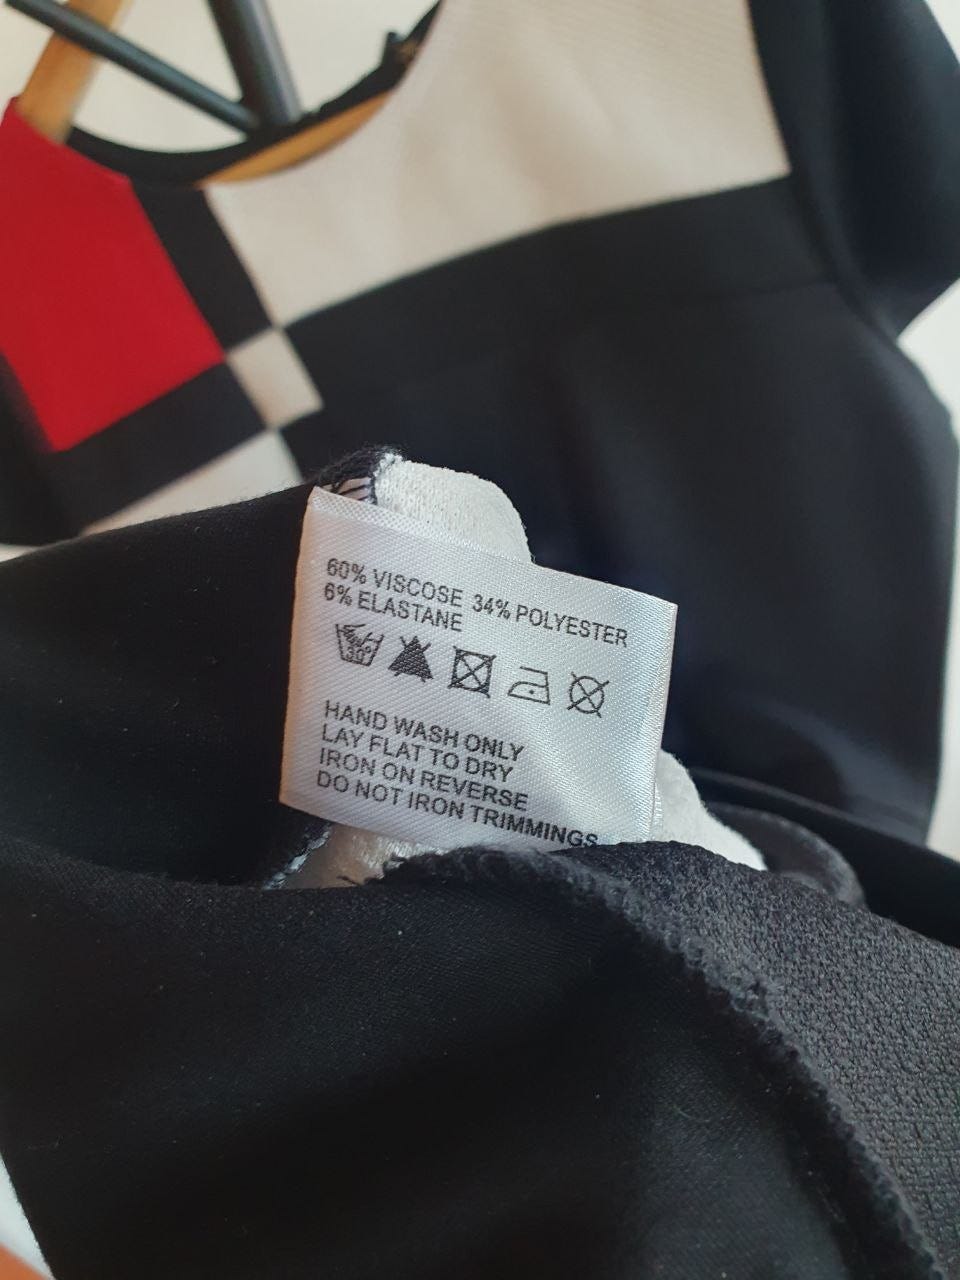 60% VISCOSE 34% POLYESTER
6% ELASTANE
30°
HAND WASH ONLY
LAY FLAT TO DRY
IRON ON REVERSE
DO NOT IRON TRIMMINGS